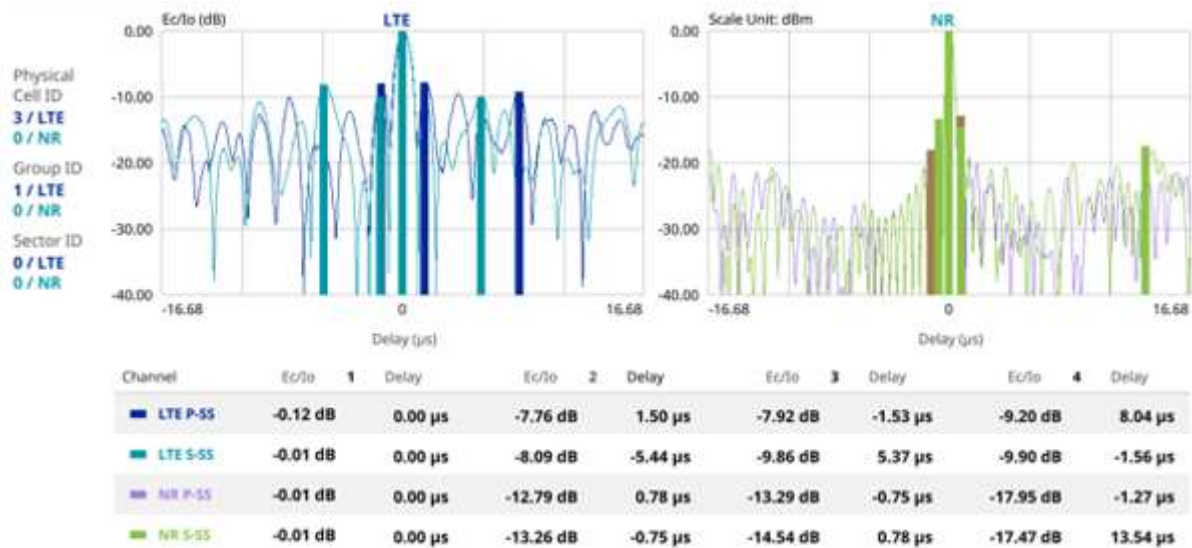 Ec/Io (dB) LTE
Scale Unit: dBm NR
Physical
Cell ID
3 / LTE
0 / NR
Group ID
1 / LTE
0 / NR
Sector ID
0 / LTE
0 / NR
0.00
-10.00
-20.00
-30.00
-40.00
-16.68 0 16.68
Delay (μs)
0.00
-10.00
-20.00
-30.00
-40.00
-16.68 0 16.68
Delay (μs)
Channel Ec/Io 1 Delay Ec/Io 2 Delay Ec/Io 3 Delay Ec/Io 4 Delay
LTE P-SS -0.12 dB 0.00 μs -7.76 dB 1.50 μs -7.92 dB -1.53 μs -9.20 dB 8.04 μs
LTE S-SS -0.01 dB 0.00 μs -8.09 dB -5.44 μs -9.86 dB 5.37 μs -9.90 dB -1.56 μs
NR P-SS -0.01 dB 0.00 μs -12.79 dB 0.78 μs -13.29 dB -0.75 μs -17.95 dB -1.27 μs
NR S-SS -0.01 dB 0.00 μs -13.26 dB -0.75 μs -14.54 dB 0.78 μs -17.47 dB 13.54 μs